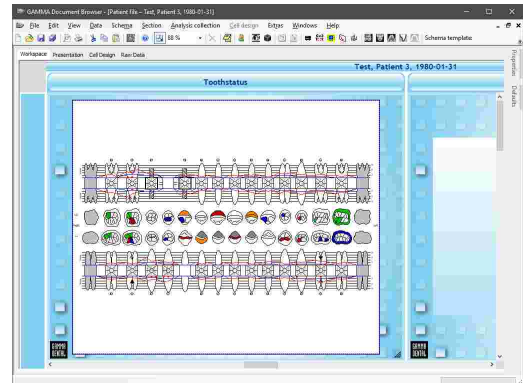 GAMMA Document Browser - [Patient file - Test, Patient 3, 1980-01-31]
File Edit View Data Schema Section Analysis collection Cell design Extras Windows Help
88 %
Schema template:
Workspace Presentation Cell Design Raw Data
Properties
Defaults
Test, Patient 3, 1980-01-31
Toothstatus
GAMMA DENTAL
GAMMA DENTAL